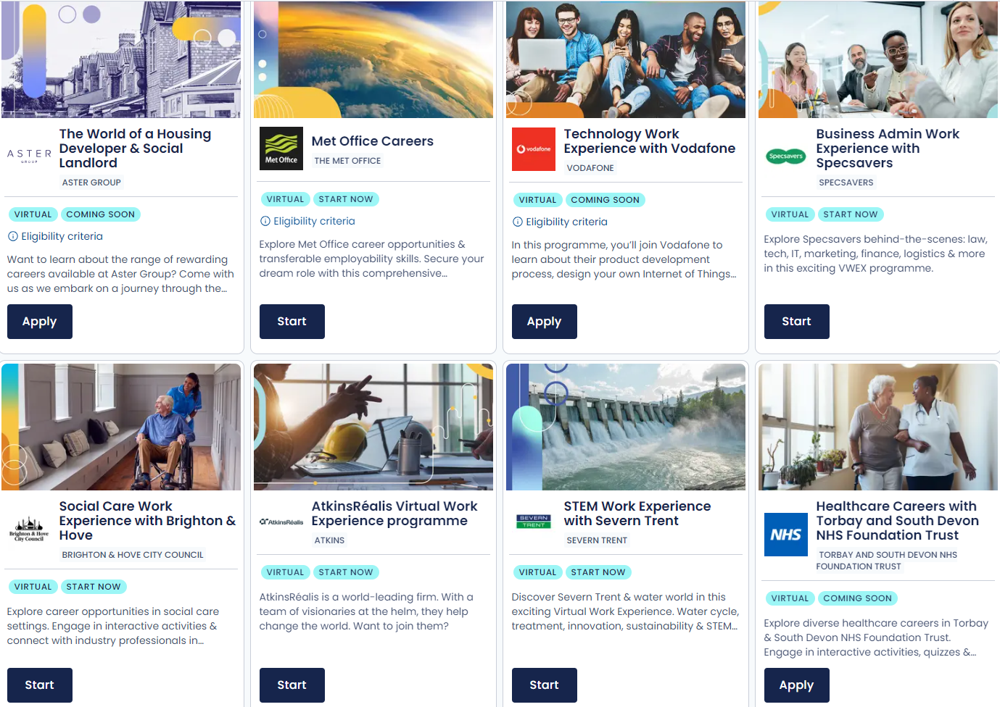 The World of a Housing
Developer & Social
Landlord
ASTER
GROUP
ASTER GROUP
VIRTUAL
COMING SOON
Eligibility criteria
Want to learn about the range of rewarding
careers available at Aster Group? Come with
us as we embark on a journey through the...
Apply
Met Office
Met Office Careers
THE MET OFFICE
VIRTUAL
START NOW
Eligibility criteria
Explore Met Office career opportunities &
transferable employability skills. Secure your
dream role with this comprehensive...
Start
vodafone
Technology Work
Experience with Vodafone
VODAFONE
VIRTUAL
COMING SOON
Eligibility criteria
In this programme, you’ll join Vodafone to
learn about their product development
process, design your own Internet of Things...
Apply
Specsavers
Business Admin Work
Experience with
Specsavers
SPECSAVERS
VIRTUAL
START NOW
Explore Specsavers behind-the-scenes: law,
tech, IT, marketing, finance, logistics & more
in this exciting VWEX programme.
Start
Brighton & Hove
City Council
Social Care Work
Experience with Brighton &
Hove
BRIGHTON & HOVE CITY COUNCIL
VIRTUAL
START NOW
Explore career opportunities in social care
settings. Engage in interactive activities &
connect with industry professionals in...
Start
AtkinsRéalis
AtkinsRéalis Virtual Work
Experience programme
ATKINS
VIRTUAL
START NOW
AtkinsRéalis is a world-leading firm. With a
team of visionaries at the helm, they help
change the world. Want to join them?
Start
SEVERN
TRENT
STEM Work Experience
with Severn Trent
SEVERN TRENT
VIRTUAL
START NOW
Discover Severn Trent & water world in this
exciting Virtual Work Experience. Water cycle,
treatment, innovation, sustainability & STEM...
Start
NHS
Healthcare Careers with
Torbay and South Devon
NHS Foundation Trust
TORBAY AND SOUTH DEVON NHS
FOUNDATION TRUST
VIRTUAL
COMING SOON
Explore diverse healthcare careers in Torbay
& South Devon NHS Foundation Trust.
Engage in interactive activities, quizzes &...
Apply